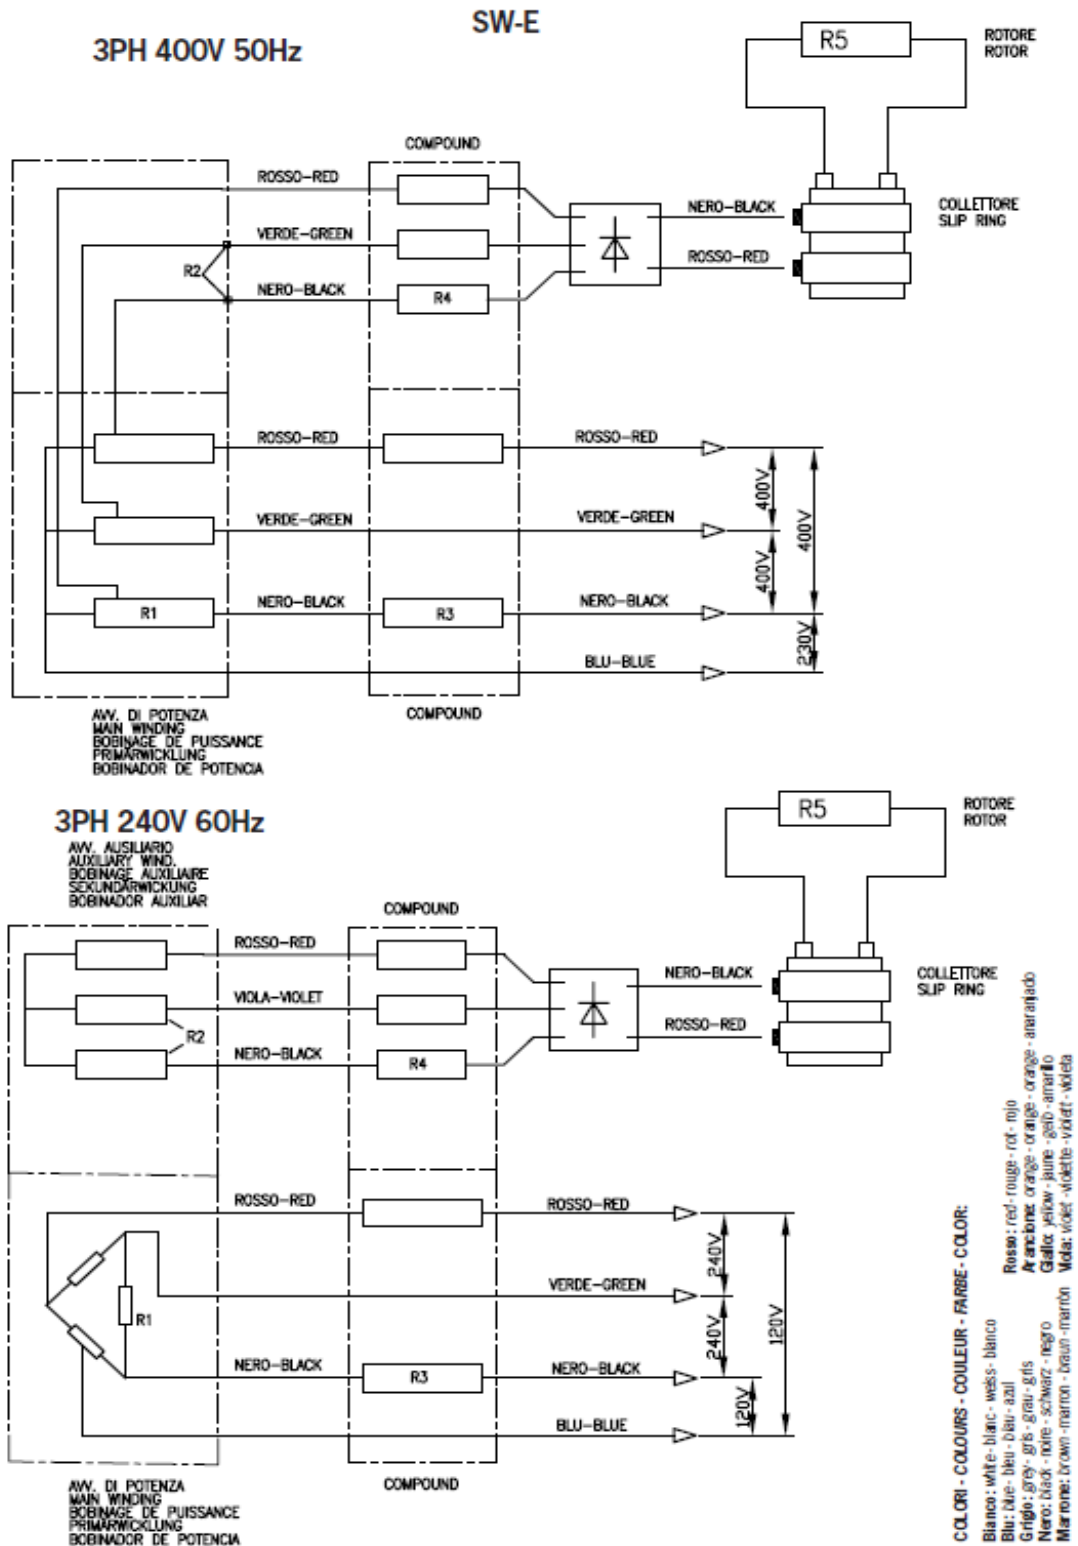 SW-E
3PH 400V 50Hz
R5
ROTORE
ROTOR
COMPOUND
ROSSO-RED
VERDE-GREEN
R2
NERO-BLACK
R4
NERO-BLACK
ROSSO-RED
COLLETTORE
SLIP RING
ROSSO-RED
ROSSO-RED
VERDE-GREEN
VERDE-GREEN
NERO-BLACK
R1
R3
NERO-BLACK
BLU-BLUE
400V
400V
400V
230V
AVV. DI POTENZA
MAIN WINDING
BOBINAGE DE PUISSANCE
PRIMÄRWICKLUNG
BOBINADOR DE POTENCIA
COMPOUND
3PH 240V 60Hz
AVV. AUSILIARIO
AUXILIARY WIND.
BOBINAGE AUXILIAIRE
SEKUNDÄRWICKUNG
BOBINADOR AUXILIAR
R5
ROTORE
ROTOR
COMPOUND
ROSSO-RED
VIOLA-VIOLET
R2
NERO-BLACK
R4
NERO-BLACK
ROSSO-RED
COLLETTORE
SLIP RING
ROSSO-RED
ROSSO-RED
VERDE-GREEN
R1
NERO-BLACK
R3
NERO-BLACK
BLU-BLUE
240V
240V
120V
120V
AVV. DI POTENZA
MAIN WINDING
BOBINAGE DE PUISSANCE
PRIMÄRWICKLUNG
BOBINADOR DE POTENCIA
COMPOUND
COLORI - COLOURS - COULEUR - FARBE - COLOR:
Bianco: white - blanc - weiss - blanco
Blu: blue - bleu - blau - azul
Grigio: grey - gris - grau - gris
Nero: black - noire - schwarz - negro
Marrone: brown - marron - braun - marrón
Rosso: red - rouge - rot - rojo
Arancione: orange - orange - orange - anaranjado
Giallo: yellow - jaune - gelb - amarillo
Viola: violet - violette - violett - violeta